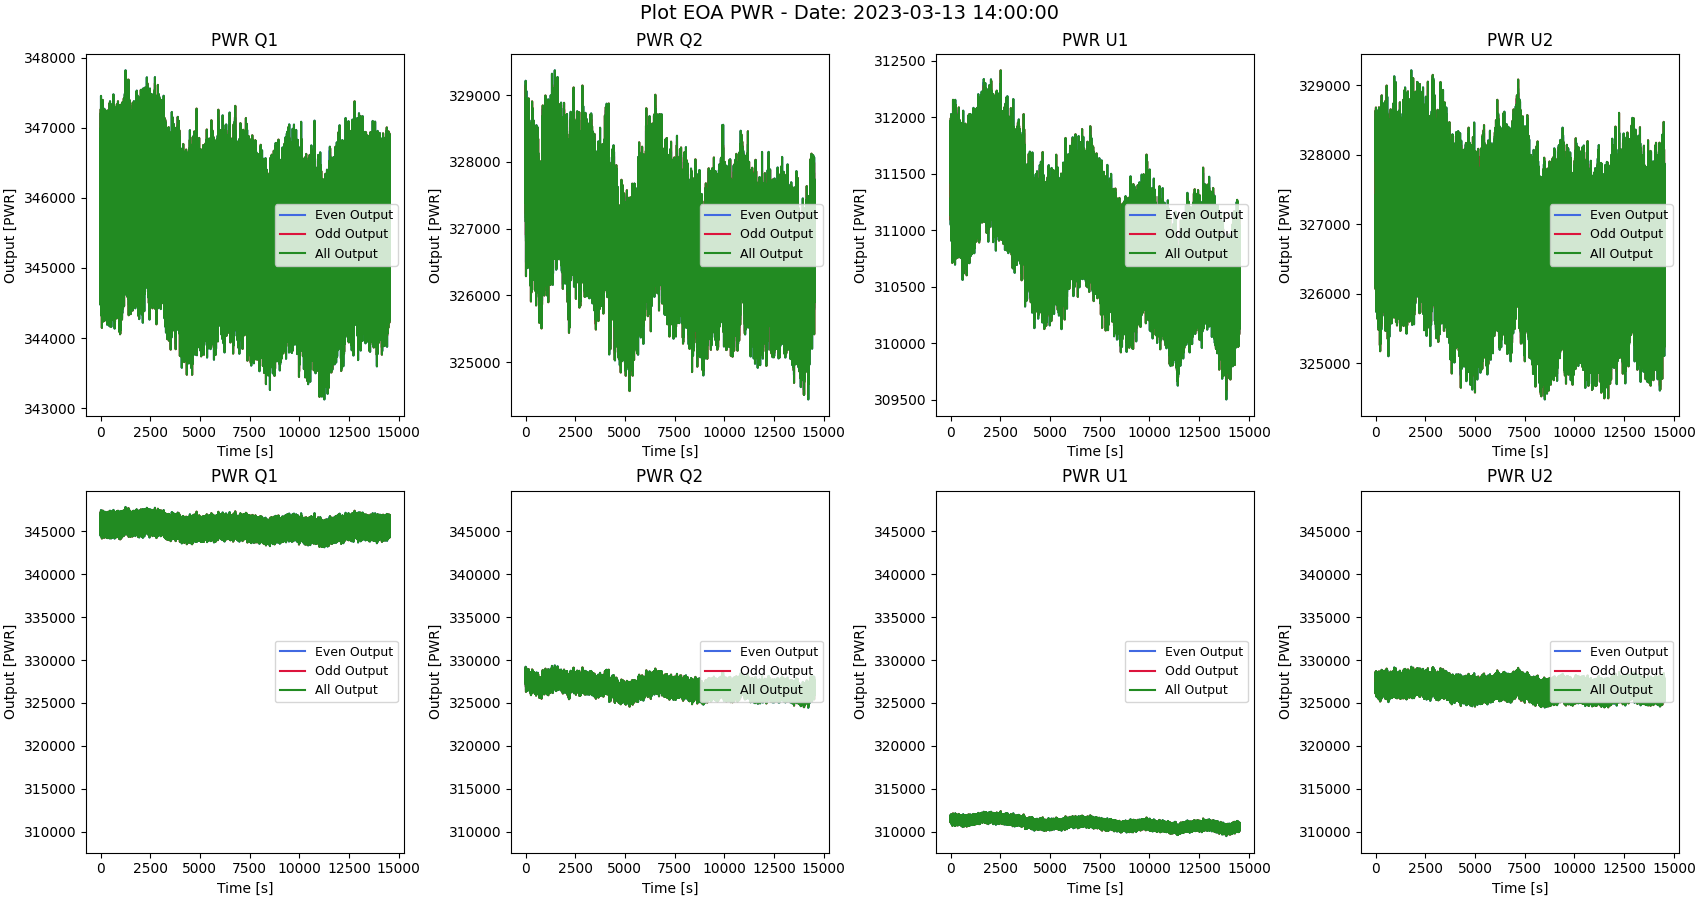 Plot EOA PWR - Date: 2023-03-13 14:00:00
PWR Q1
Output [PWR]
348000
347000
346000
345000
344000
343000
0 2500 5000 7500 10000 12500 15000
Time [s]
Even Output
Odd Output
All Output
PWR Q2
Output [PWR]
329000
328000
327000
326000
325000
0 2500 5000 7500 10000 12500 15000
Time [s]
Even Output
Odd Output
All Output
PWR U1
Output [PWR]
312500
312000
311500
311000
310500
310000
309500
0 2500 5000 7500 10000 12500 15000
Time [s]
Even Output
Odd Output
All Output
PWR U2
Output [PWR]
329000
328000
327000
326000
325000
0 2500 5000 7500 10000 12500 15000
Time [s]
Even Output
Odd Output
All Output
PWR Q1
Output [PWR]
345000
340000
335000
330000
325000
320000
315000
310000
0 2500 5000 7500 10000 12500 15000
Time [s]
Even Output
Odd Output
All Output
PWR Q2
Output [PWR]
345000
340000
335000
330000
325000
320000
315000
310000
0 2500 5000 7500 10000 12500 15000
Time [s]
Even Output
Odd Output
All Output
PWR U1
Output [PWR]
345000
340000
335000
330000
325000
320000
315000
310000
0 2500 5000 7500 10000 12500 15000
Time [s]
Even Output
Odd Output
All Output
PWR U2
Output [PWR]
345000
340000
335000
330000
325000
320000
315000
310000
0 2500 5000 7500 10000 12500 15000
Time [s]
Even Output
Odd Output
All Output